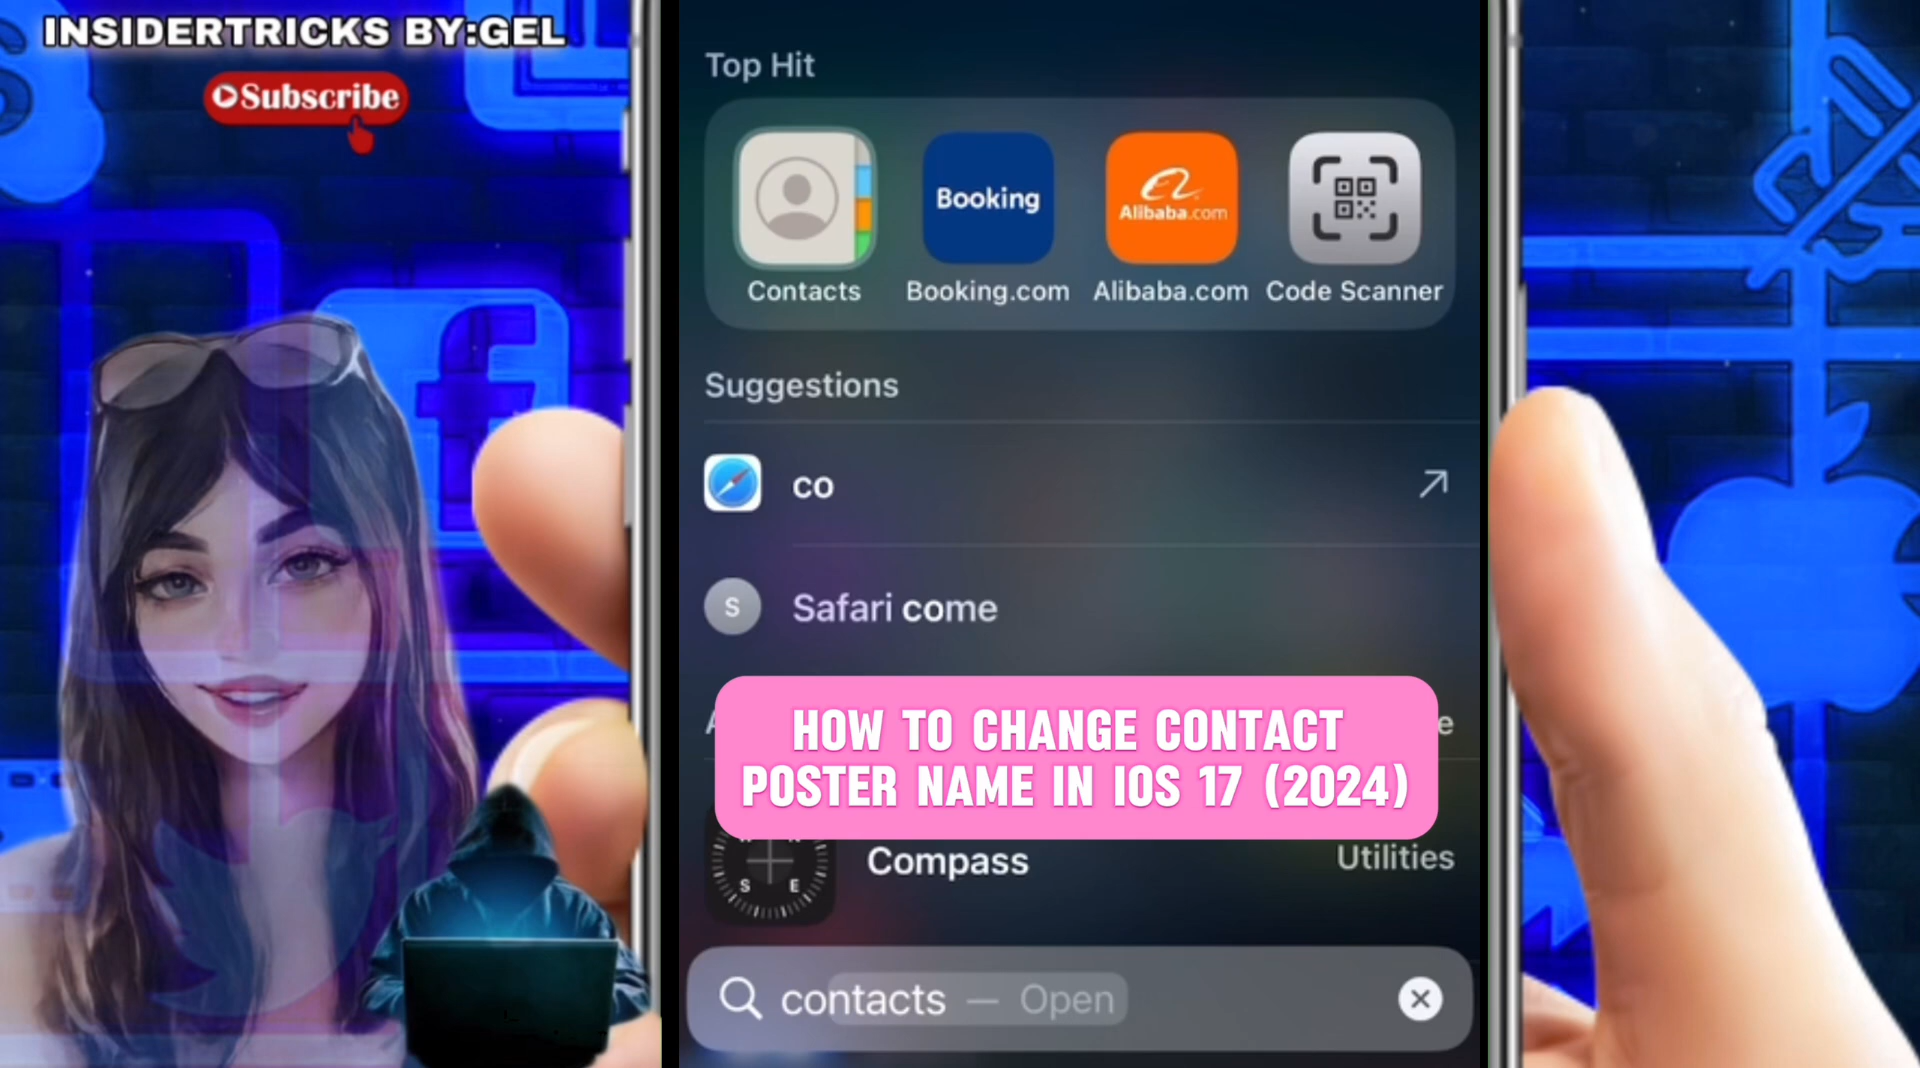 INSIDERTRICKS BY:GEL
Subscribe
Top Hit
Booking
Alibaba.com
Contacts
Booking.com
Alibaba.com
Code Scanner
Suggestions
co
S
Safari come
HOW TO CHANGE CONTACT
POSTER NAME IN IOS 17 (2024)
S E
Compass
Utilities
contacts — Open